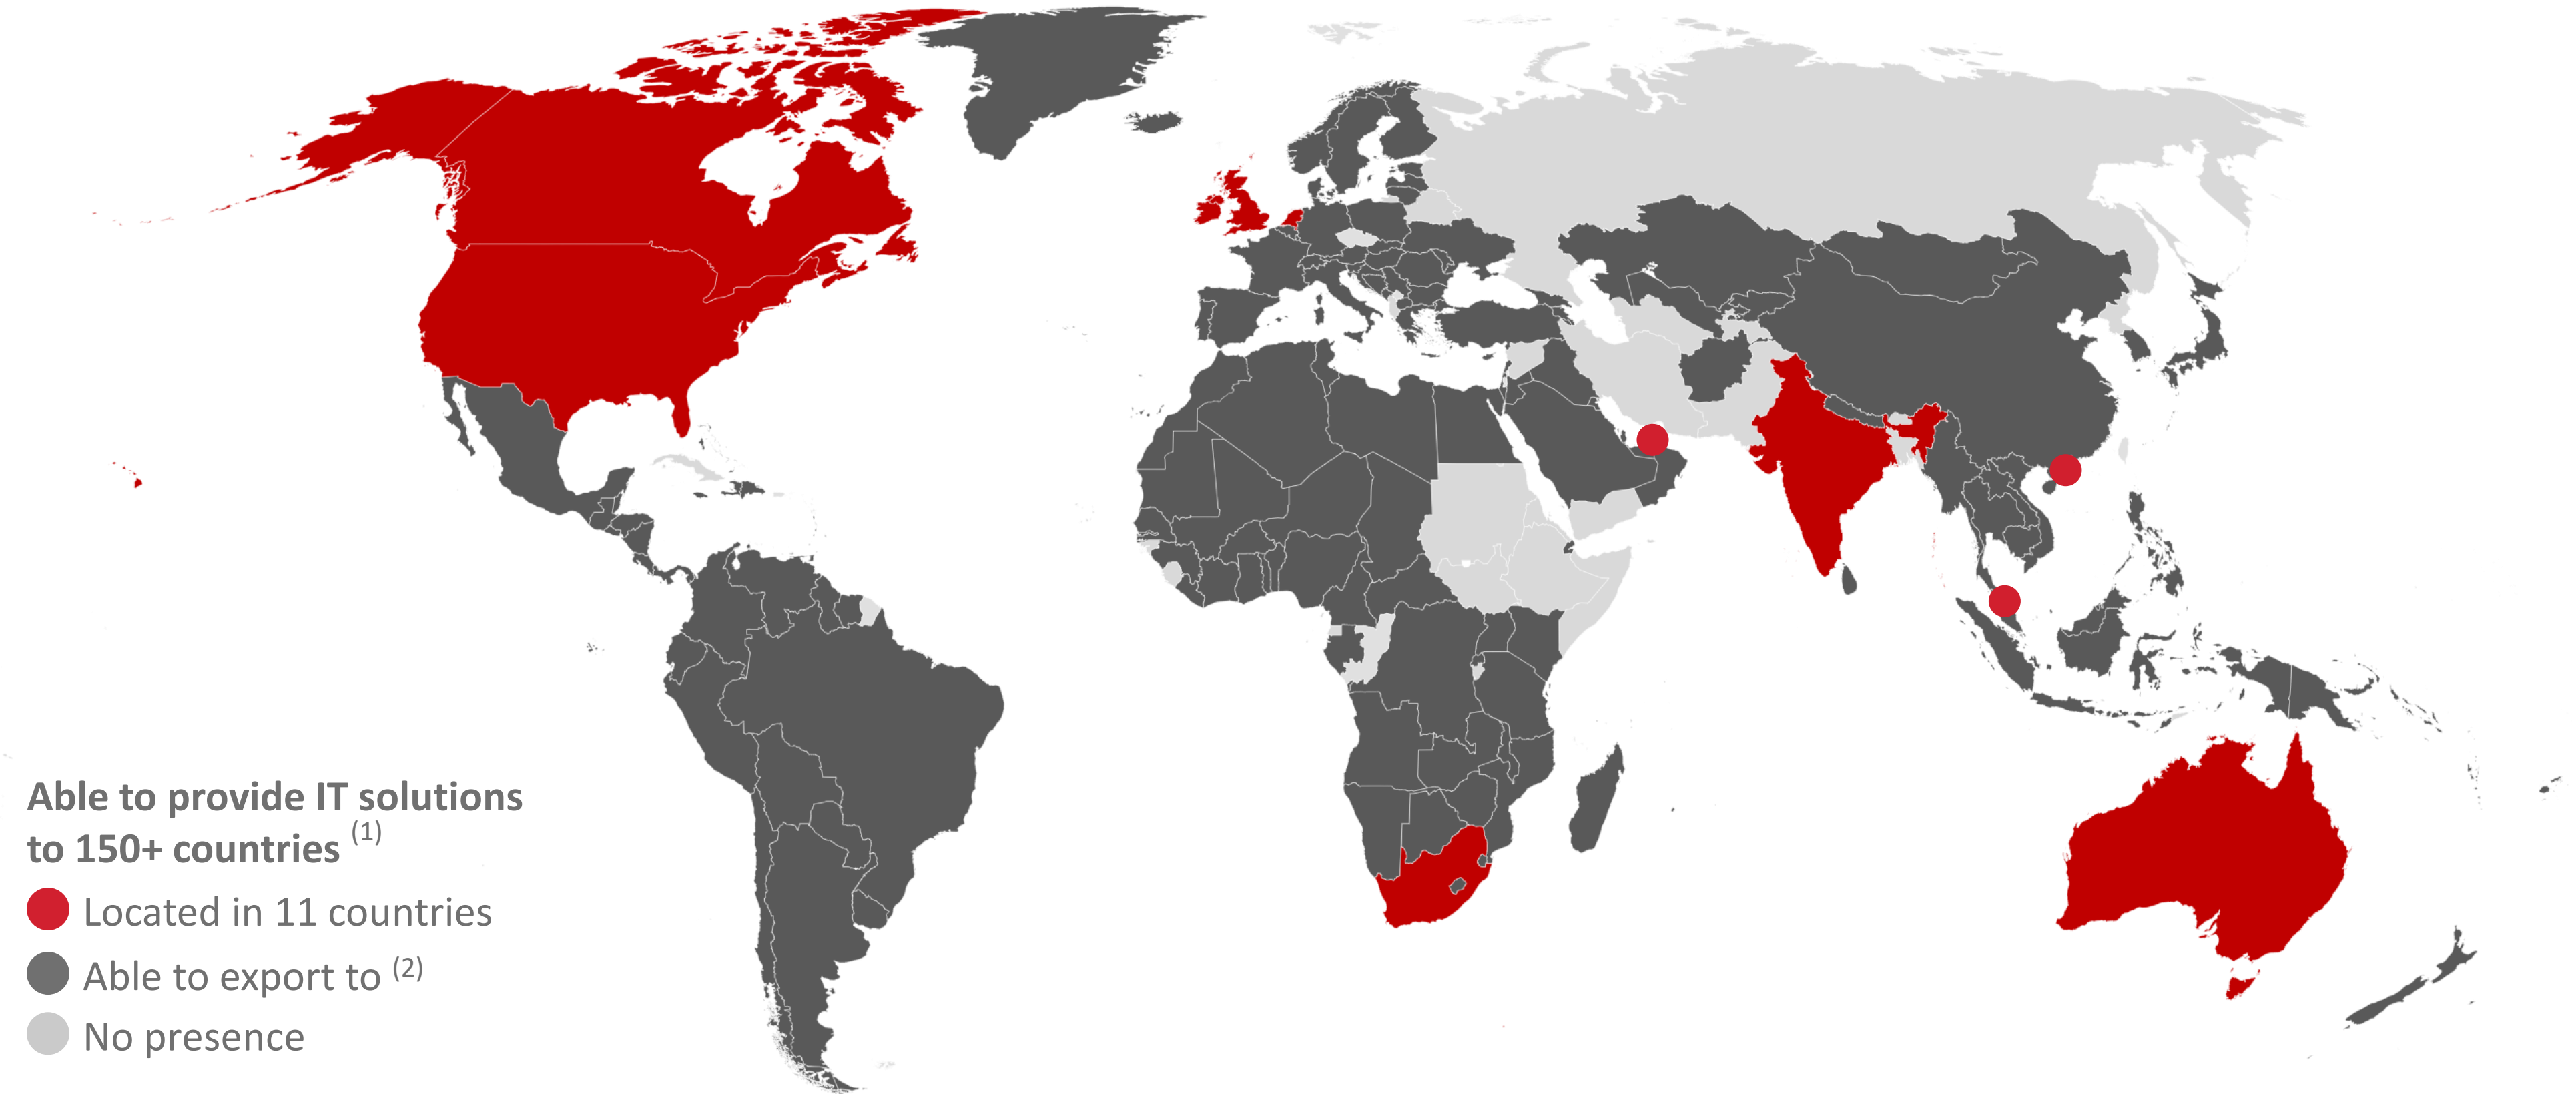 Able to provide IT solutions
to 150+ countries (1)
Located in 11 countries
Able to export to (2)
No presence